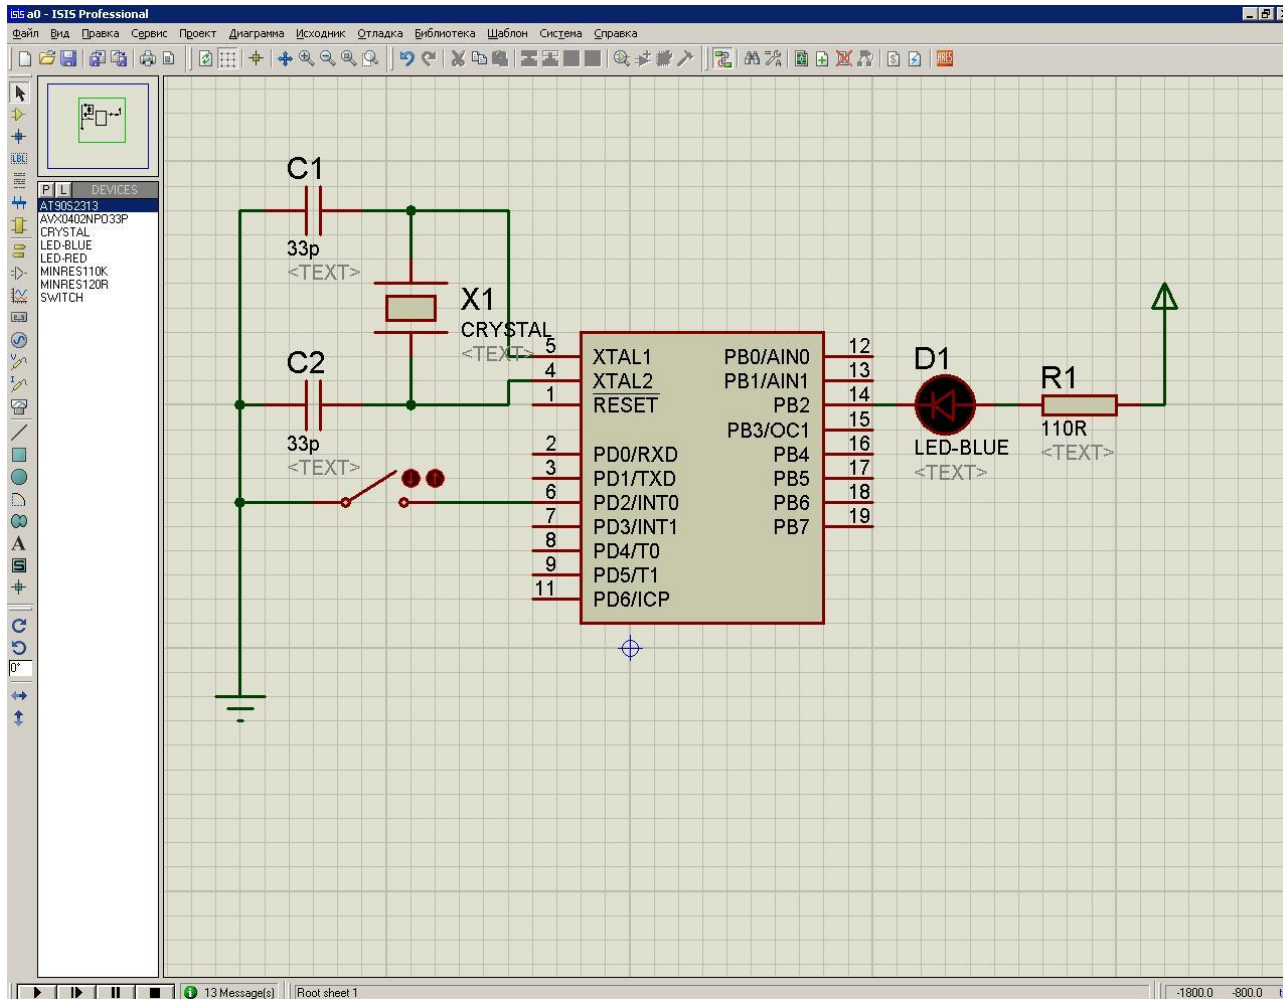 isis a0 - ISIS Professional
Файл Вид Правка Сервис Проект Диаграмма Исходник Отладка Библиотека Шаблон Система Справка
P L DEVICES
AT90S2313
AVX0402NPO33P
CRYSTAL
LED-BLUE
LED-RED
MINRES110K
MINRES120R
SWITCH
LBL
A
S
0°
ARES
C1
33p
<TEXT>
X1
CRYSTAL
<TEXT>
C2
33p
<TEXT>
5 XTAL1
4 XTAL2
1 RESET
2 PD0/RXD
3 PD1/TXD
6 PD2/INT0
7 PD3/INT1
8 PD4/T0
9 PD5/T1
11 PD6/ICP
PB0/AIN0 12
PB1/AIN1 13
PB2 14
PB3/OC1 15
PB4 16
PB5 17
PB6 18
PB7 19
D1
LED-BLUE
<TEXT>
R1
110R
<TEXT>
13 Message(s) Root sheet 1 -1800.0 -800.0